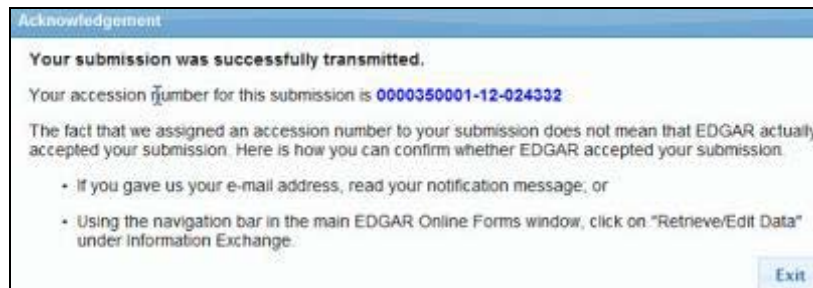 Acknowledgement
Your submission was successfully transmitted.
Your accession number for this submission is 0000350001-12-024332
The fact that we assigned an accession number to your submission does not mean that EDGAR actually
accepted your submission. Here is how you can confirm whether EDGAR accepted your submission.
• If you gave us your e-mail address, read your notification message; or
• Using the navigation bar in the main EDGAR Online Forms window, click on "Retrieve/Edit Data"
under Information Exchange.
Exit